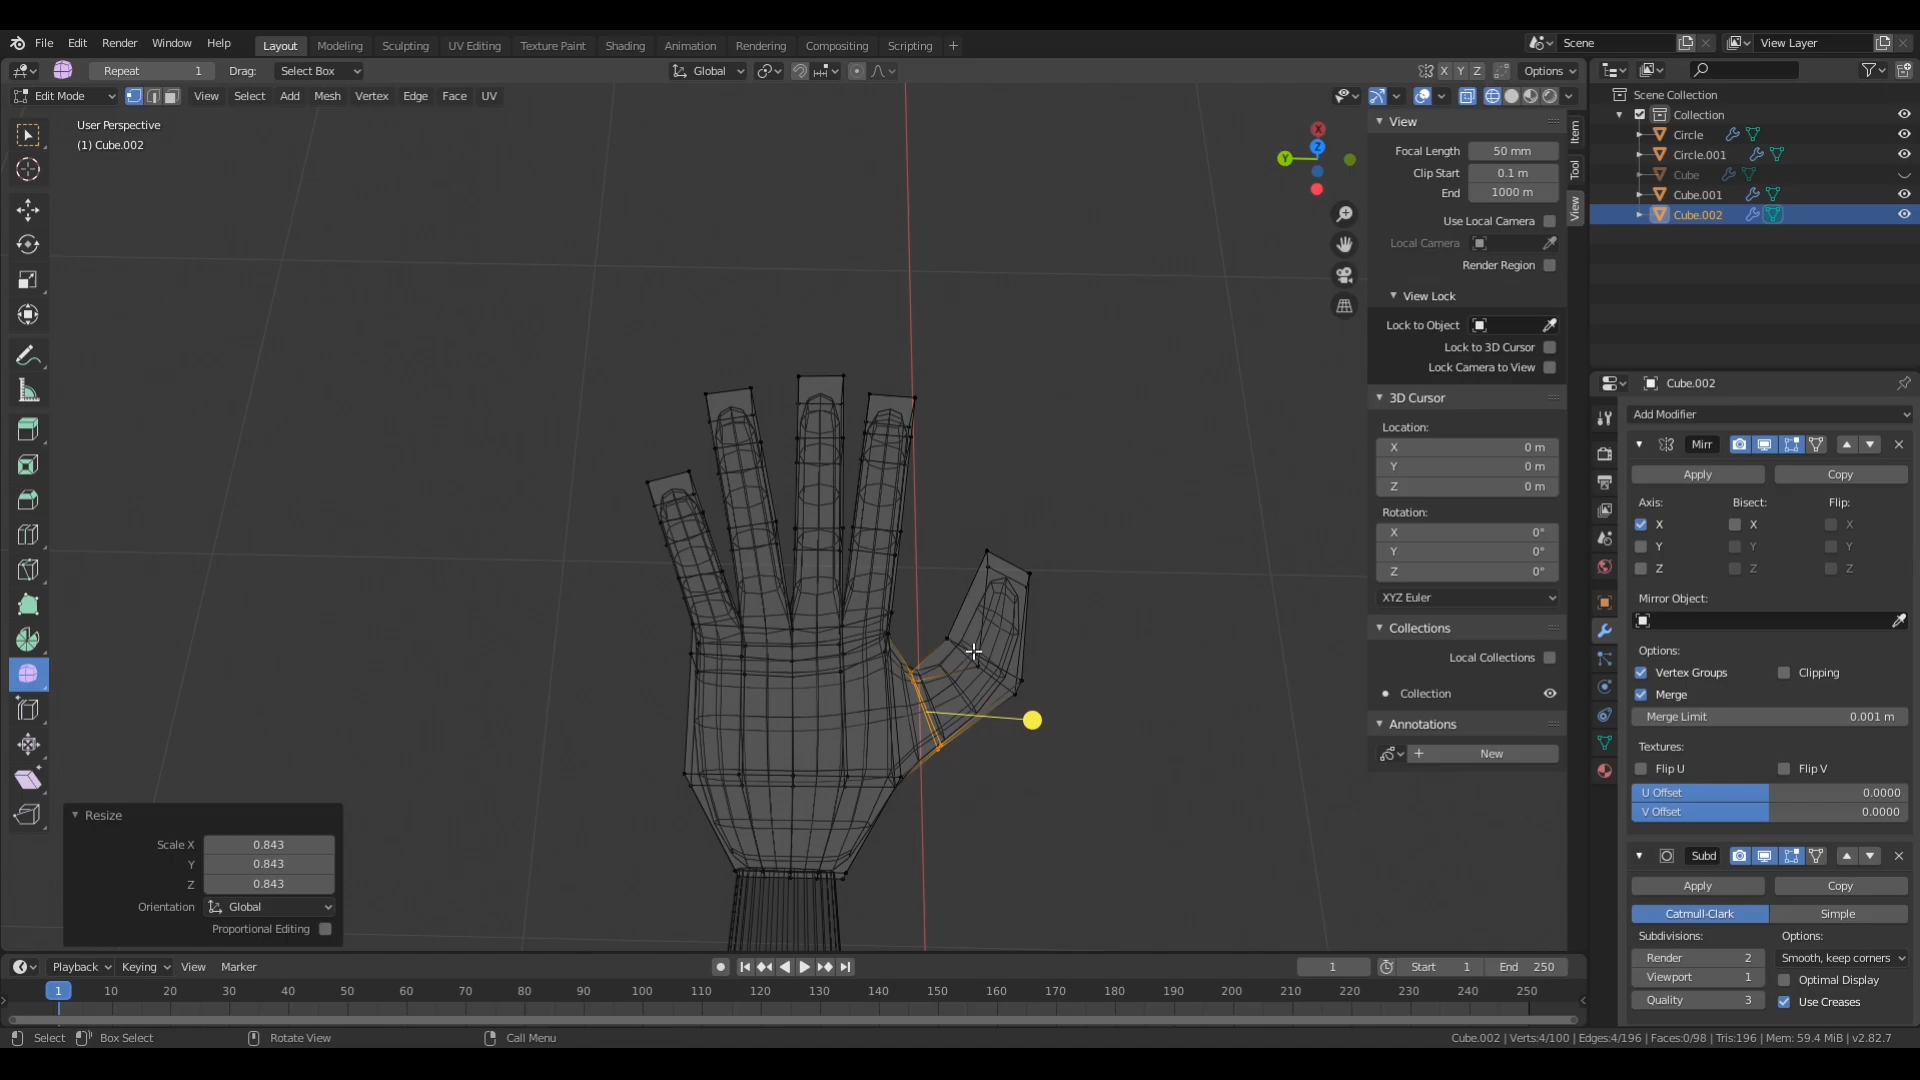 File Edit Render Window Help Layout Modeling Sculpting UV Editing Texture Paint Shading Animation Rendering Compositing Scripting + Scene View Layer
Repeat 1 Drag: Select Box Global X Y Z Options
Edit Mode View Select Add Mesh Vertex Edge Face UV
User Perspective
(1) Cube.002
X
Y
Z
View
Focal Length 50 mm
Clip Start 0.1 m
End 1000 m
Use Local Camera
Local Camera
Render Region
View Lock
Lock to Object
Lock to 3D Cursor
Lock Camera to View
3D Cursor
Location:
X 0 m
Y 0 m
Z 0 m
Rotation:
X 0°
Y 0°
Z 0°
XYZ Euler
Collections
Local Collections
Collection
Annotations
+ New
Item
Tool
View
Scene Collection
Collection
Circle
Circle.001
Cube
Cube.001
Cube.002
Cube.002
Add Modifier
Mirr
Apply Copy
Axis: Bisect: Flip:
X X X
Y Y Y
Z Z Z
Mirror Object:
Options:
Vertex Groups Clipping
Merge
Merge Limit 0.001 m
Textures:
Flip U Flip V
U Offset 0.0000
V Offset 0.0000
Subd
Apply Copy
Catmull-Clark Simple
Subdivisions: Options:
Render 2 Smooth, keep corners
Viewport 1 Optimal Display
Quality 3 Use Creases
Resize
Scale X 0.843
Y 0.843
Z 0.843
Orientation Global
Proportional Editing
Playback Keying View Marker 1 Start 1 End 250
1 10 20 30 40 50 60 70 80 90 100 110 120 130 140 150 160 170 180 190 200 210 220 230 240 250
Select Box Select Rotate View Call Menu Cube.002 | Verts:4/100 | Edges:4/196 | Faces:0/98 | Tris:196 | Mem: 59.4 MiB | v2.82.7